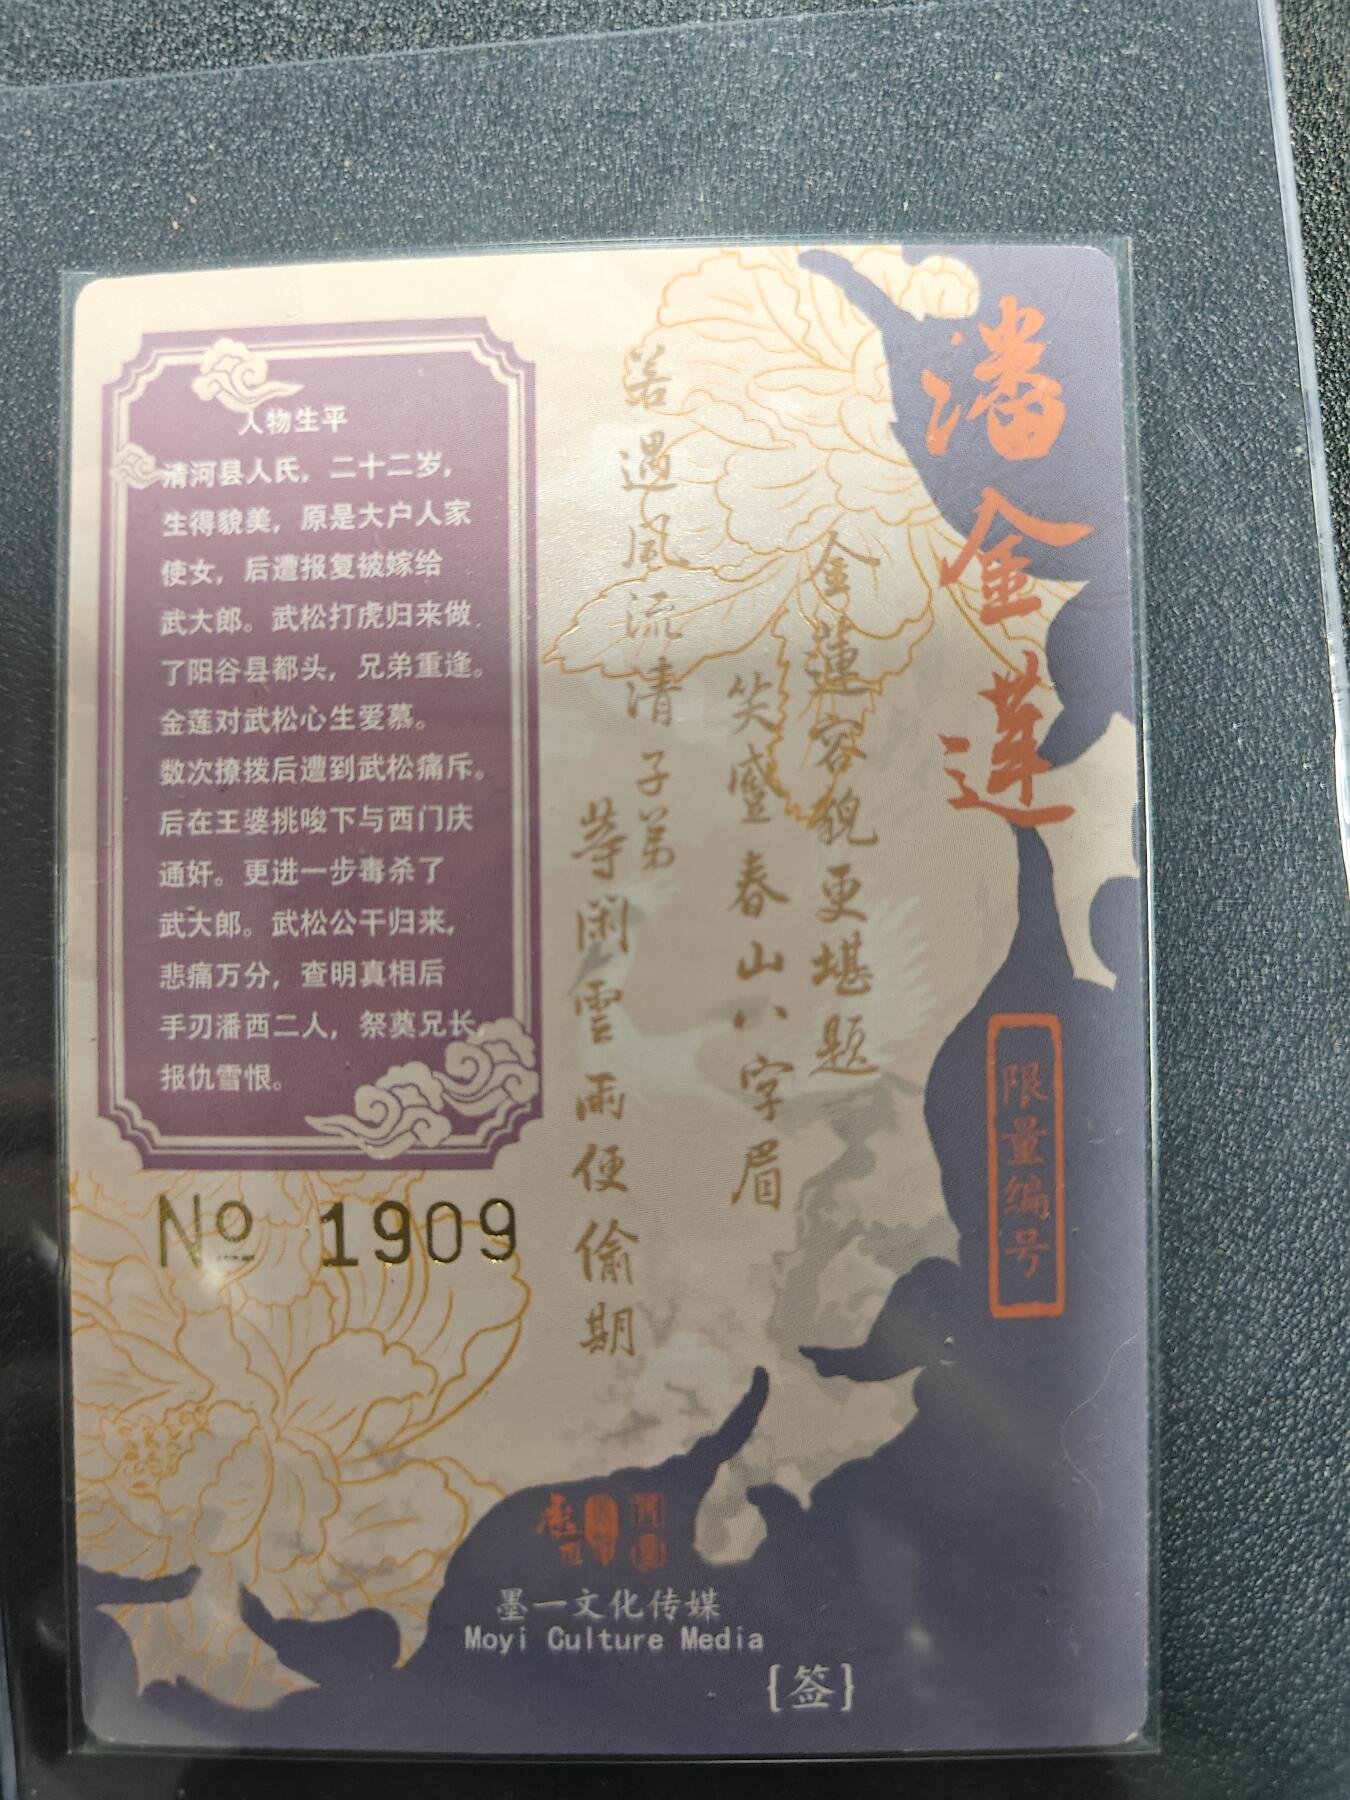 潘金莲
限量编号
金蓮容貌更堪题
笑蹙春山八字眉
若遇風流清子弟
等闲雲雨便偷期
人物生平
清河县人氏，二十二岁，
生得貌美，原是大户人家
使女，后遭报复被嫁给
武大郎。武松打虎归来做
了阳谷县都头，兄弟重逢。
金莲对武松心生爱慕。
数次撩拨后遭到武松痛斥。
后在王婆挑唆下与西门庆
通奸。更进一步毒杀了
武大郎。武松公干归来，
悲痛万分，查明真相后
手刃潘西二人，祭奠兄长，
报仇雪恨。
№ 1909
墨一文化传媒
Moyi Culture Media
{签}